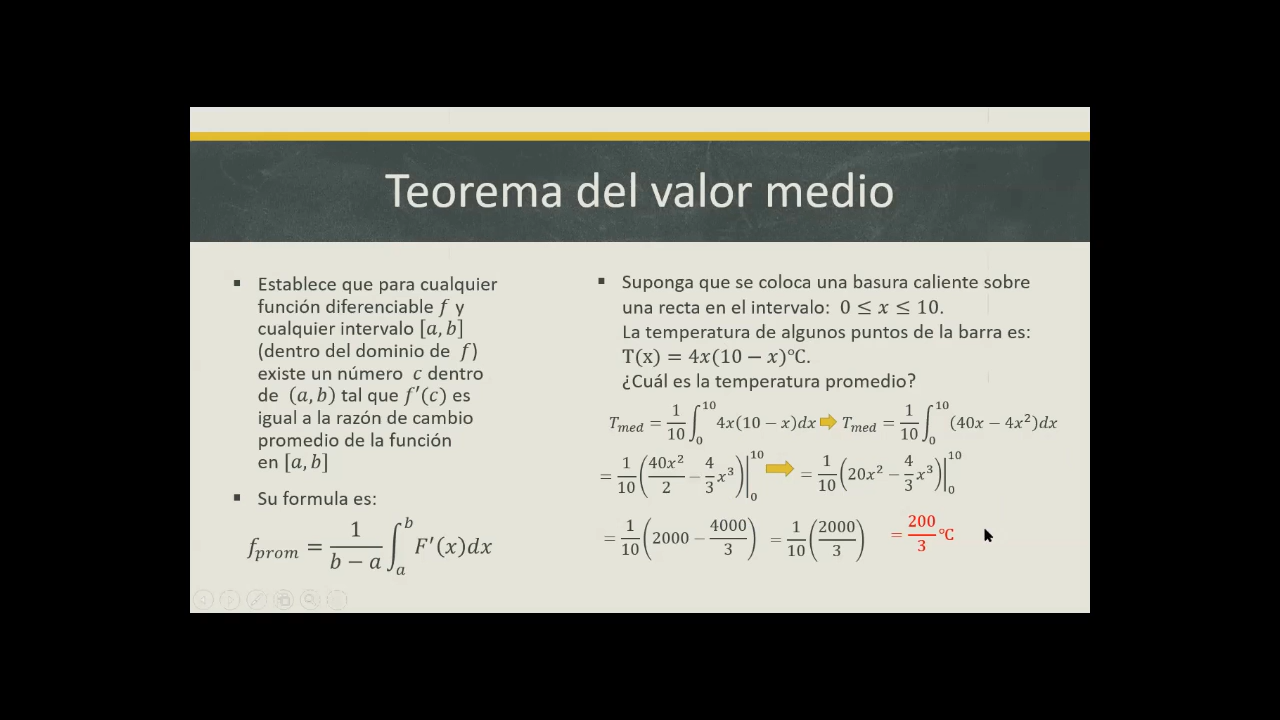 Teorema del valor medio
▪ Establece que para cualquier
función diferenciable f y
cualquier intervalo [a, b]
(dentro del dominio de f)
existe un número c dentro
de (a, b) tal que f′(c) es
igual a la razón de cambio
promedio de la función
en [a, b]
▪ Su formula es:
f_prom = 1/(b − a) ∫_a^b F′(x)dx
▪ Suponga que se coloca una basura caliente sobre
una recta en el intervalo: 0 ≤ x ≤ 10.
La temperatura de algunos puntos de la barra es:
T(x) = 4x(10 − x)°C.
¿Cuál es la temperatura promedio?
T_med = 1/10 ∫_0^10 4x(10 − x)dx ➡ T_med = 1/10 ∫_0^10 (40x − 4x²)dx
= 1/10 (40x²/2 − 4/3 x³)|_0^10 ➡ = 1/10 (20x² − 4/3 x³)|_0^10
= 1/10 (2000 − 4000/3) = 1/10 (2000/3) = 200/3 °C